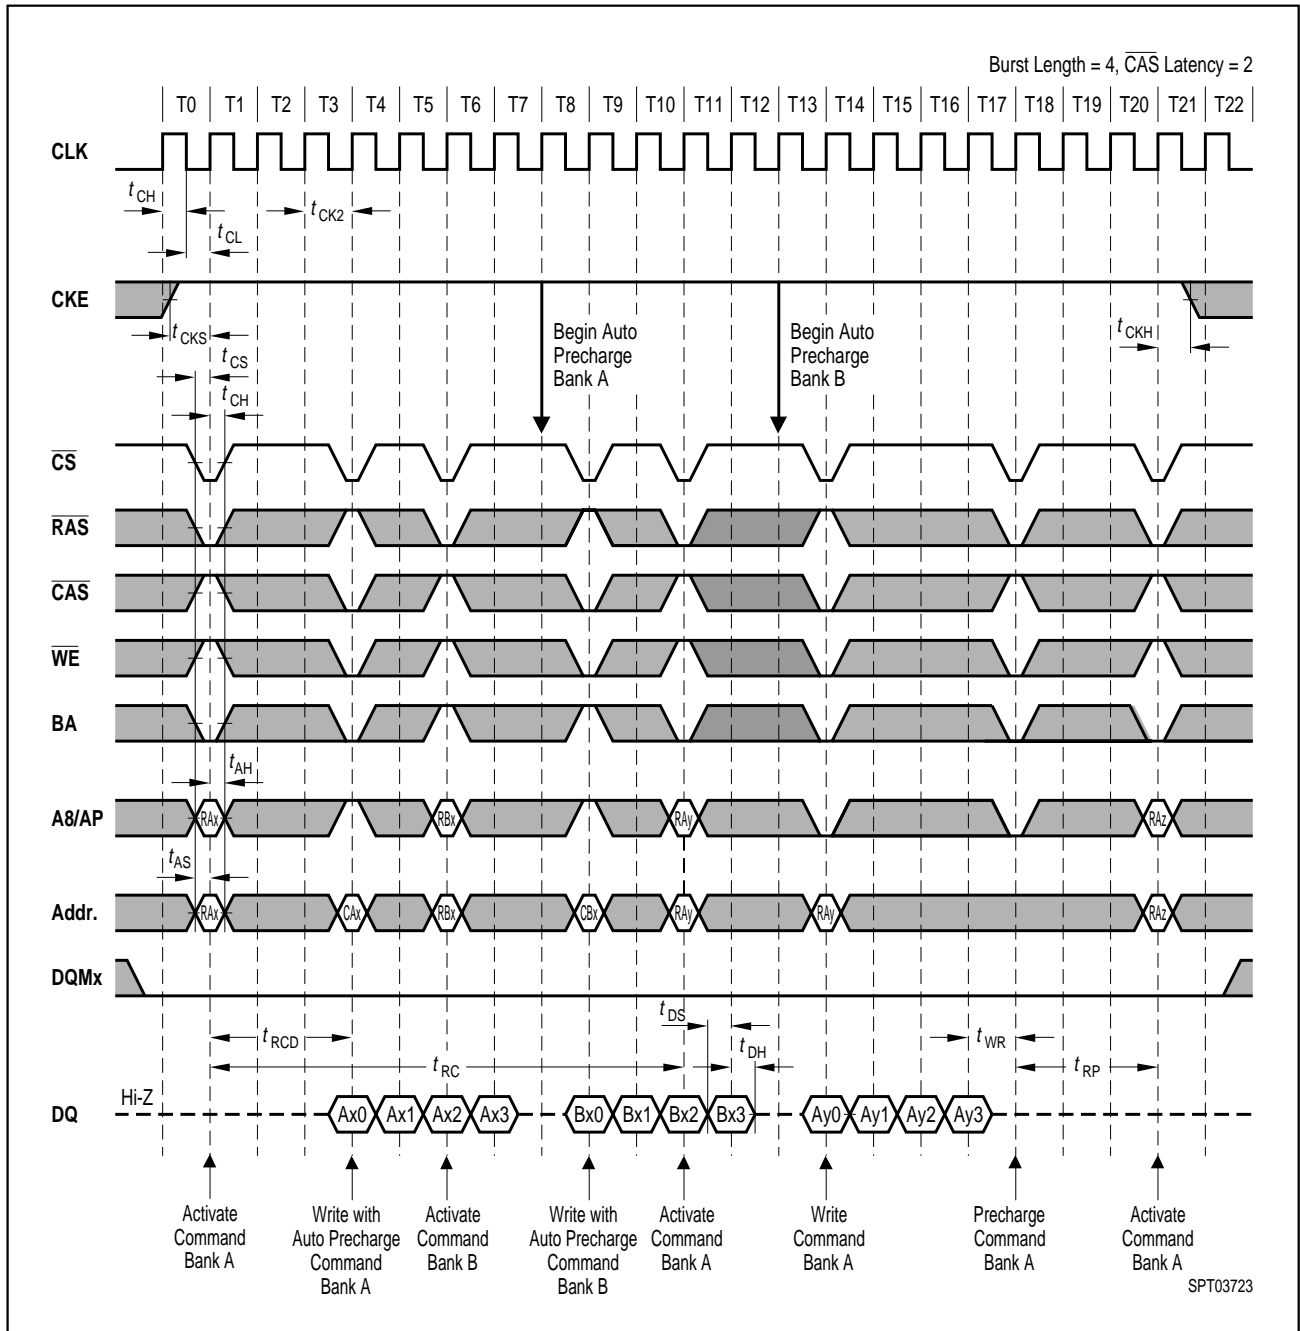 Burst Length = 4, CAS Latency = 2
T0 T1 T2 T3 T4 T5 T6 T7 T8 T9 T10 T11 T12 T13 T14 T15 T16 T17 T18 T19 T20 T21 T22
CLK
tCH
tCK2
tCL
CKE
tCKS
tCS
tCH
Begin Auto
Precharge
Bank A
Begin Auto
Precharge
Bank B
tCKH
CS
RAS
CAS
WE
BA
tAH
A8/AP RAx RBx RAy RAz
tAS
Addr. RAx CAx RBx CBx RAy RAy RAz
DQMx
tRCD
tRC
tDS
tDH
tWR
tRP
DQ
Hi-Z
Ax0 Ax1 Ax2 Ax3 Bx0 Bx1 Bx2 Bx3 Ay0 Ay1 Ay2 Ay3
Activate
Command
Bank A
Write with
Auto Precharge
Command
Bank A
Activate
Command
Bank B
Write with
Auto Precharge
Command
Bank B
Activate
Command
Bank A
Write
Command
Bank A
Precharge
Command
Bank A
Activate
Command
Bank A
SPT03723